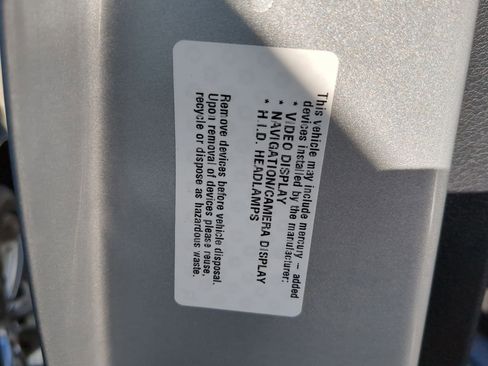 This vehicle may include mercury – added
devices installed by the manufacturer:
* VIDEO DISPLAY
* NAVIGATION/CAMERA DISPLAY
* H.I.D. HEADLAMPS
Remove devices before vehicle disposal.
Upon removal of devices please reuse,
recycle or dispose as hazardous waste.